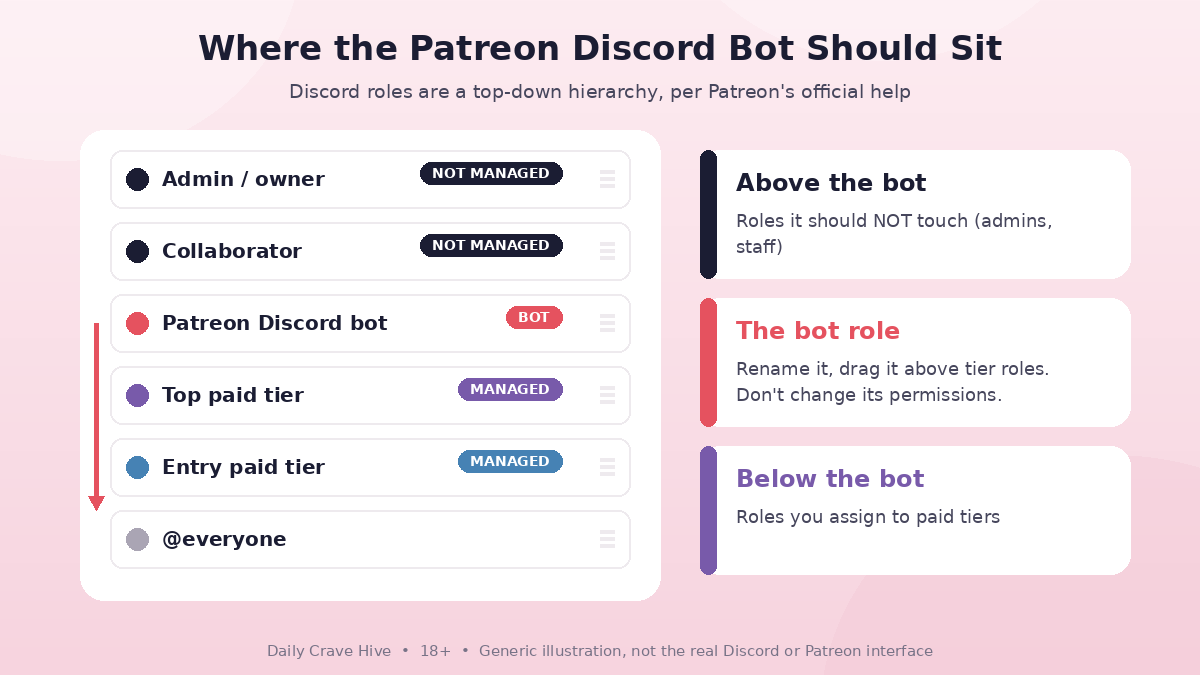 Where the Patreon Discord Bot Should Sit
Discord roles are a top-down hierarchy, per Patreon's official help
Admin / owner
NOT MANAGED
Collaborator
NOT MANAGED
Patreon Discord bot
BOT
Top paid tier
MANAGED
Entry paid tier
MANAGED
@everyone
Above the bot
Roles it should NOT touch (admins,
staff)
The bot role
Rename it, drag it above tier roles.
Don't change its permissions.
Below the bot
Roles you assign to paid tiers
Daily Crave Hive • 18+ • Generic illustration, not the real Discord or Patreon interface